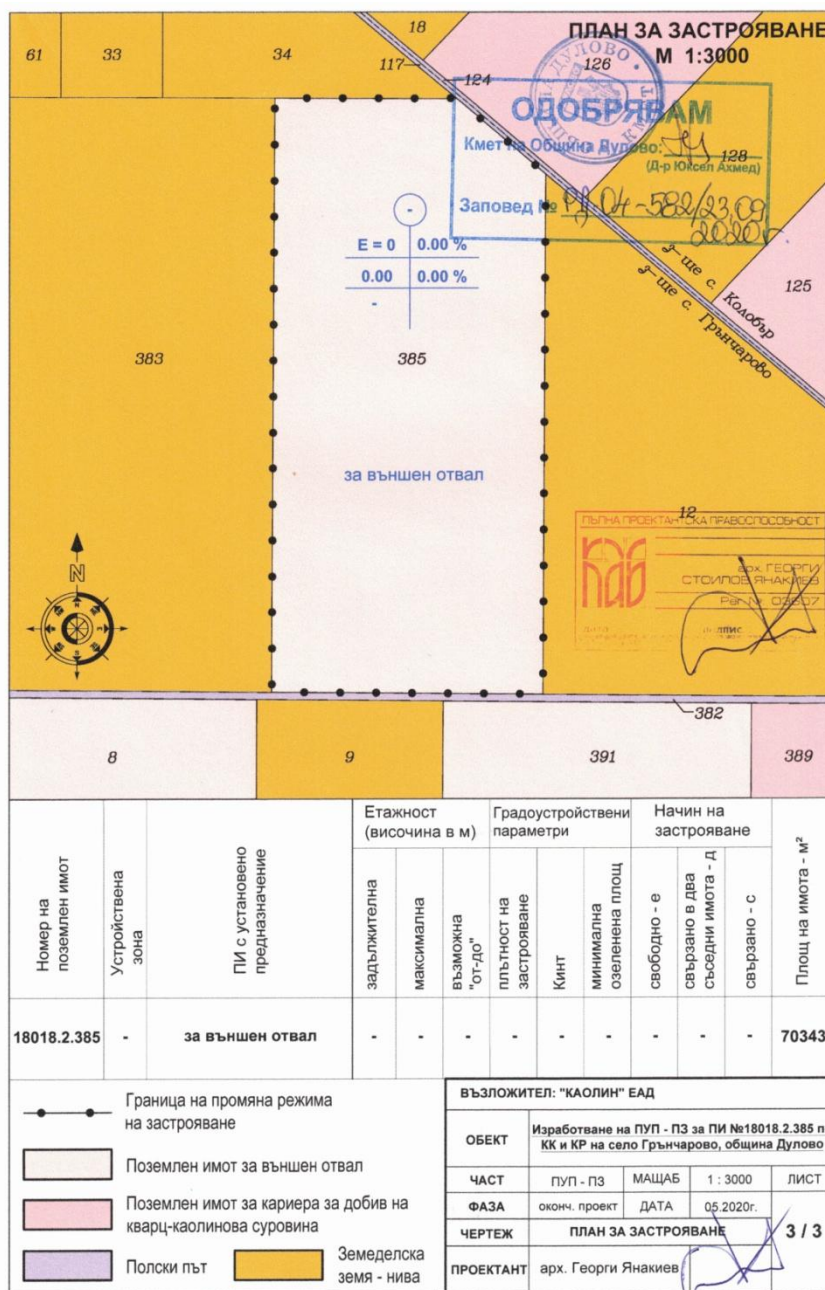 ПЛАН ЗА ЗАСТРОЯВАНЕ
М 1:3000
61
33
34
18
117
124
126
ОДОБРЯВАМ
Кмет на Община Дулово:
(Д-р Юксел Ахмед)
128
Заповед № РД-04-582/23.09
2020г
з-ще с. Колобър
з-ще с. Грънчарово
125
-
Е = 0
0.00 %
0.00
0.00 %
-
383
385
за външен отвал
12
ПЪЛНА ПРОЕКТАНТСКА ПРАВОСПОСОБНОСТ
арх. ГЕОРГИ
СТОИЛОВ ЯНАКИЕВ
N
382
8
9
391
389
Номер на поземлен имот
Устройствена зона
ПИ с установено предназначение
Етажност
(височина в м)
задължителна
максимална
възможна "от-до"
Градоустройствени
параметри
плътност на застрояване
Кинт
минимална озеленена площ
Начин на
застрояване
свободно - е
свързано в два съседни имота - д
свързано - с
Площ на имота - м²
18018.2.385 - за външен отвал - - - - - - - - - 70343
Граница на промяна режима
на застрояване
Поземлен имот за външен отвал
Поземлен имот за кариера за добив на
кварц-каолинова суровина
Полски път
Земеделска
земя - нива
ВЪЗЛОЖИТЕЛ: "КАОЛИН" ЕАД
ОБЕКТ
Изработване на ПУП - ПЗ за ПИ №18018.2.385 п
КК и КР на село Грънчарово, община Дулово
ЧАСТ ПУП - ПЗ МАЩАБ 1 : 3000 ЛИСТ
ФАЗА оконч. проект ДАТА 05.2020г.
ЧЕРТЕЖ ПЛАН ЗА ЗАСТРОЯВАНЕ 3 / 3
ПРОЕКТАНТ арх. Георги Янакиев